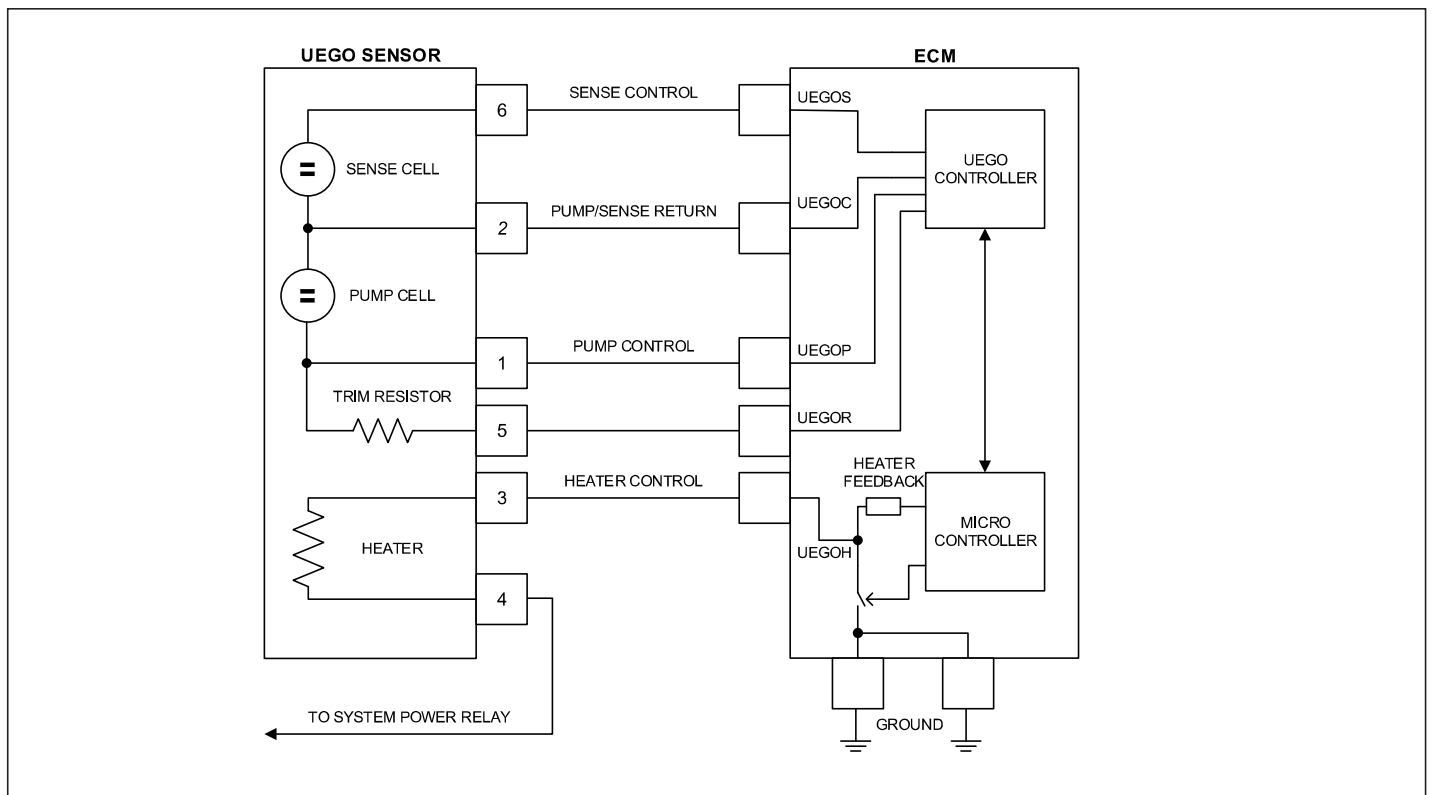 UEGO SENSOR
ECM
6
SENSE CONTROL
UEGOS
SENSE CELL
UEGO
CONTROLLER
2
PUMP/SENSE RETURN
UEGOC
PUMP CELL
1
PUMP CONTROL
UEGOP
TRIM RESISTOR
5
UEGOR
HEATER
FEEDBACK
3
HEATER CONTROL
MICRO
CONTROLLER
HEATER
UEGOH
4
TO SYSTEM POWER RELAY
GROUND